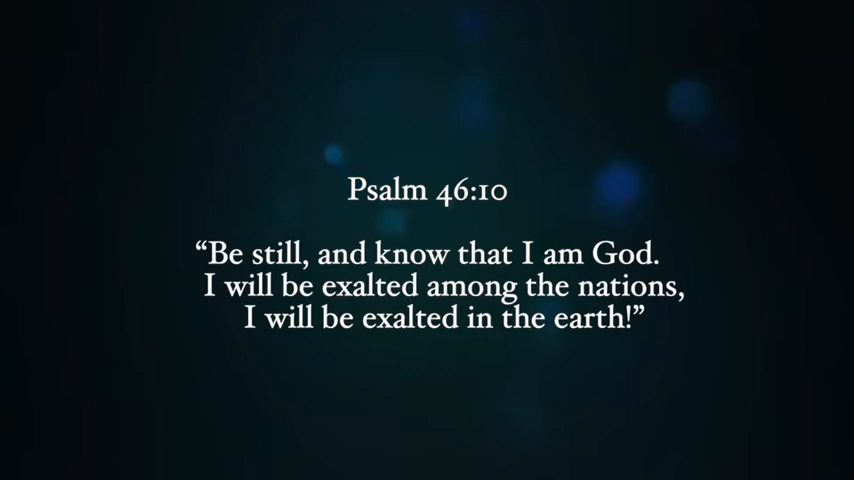 Psalm 46:10
“Be still, and know that I am God.
I will be exalted among the nations,
I will be exalted in the earth!”